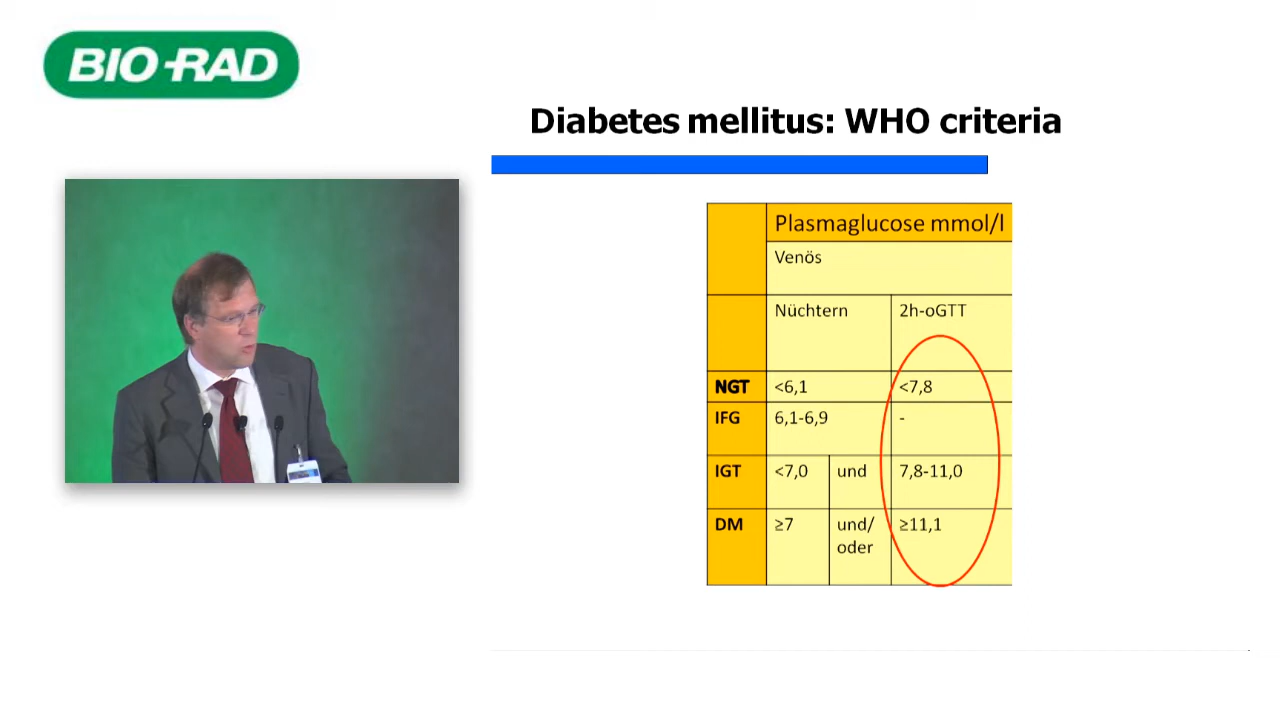 BIO-RAD
Diabetes mellitus: WHO criteria
Plasmaglucose mmol/l
Venös
Nüchtern 2h-oGTT
NGT <6,1 <7,8
IFG 6,1-6,9 -
IGT <7,0 und 7,8-11,0
DM ≥7 und/ ≥11,1
oder